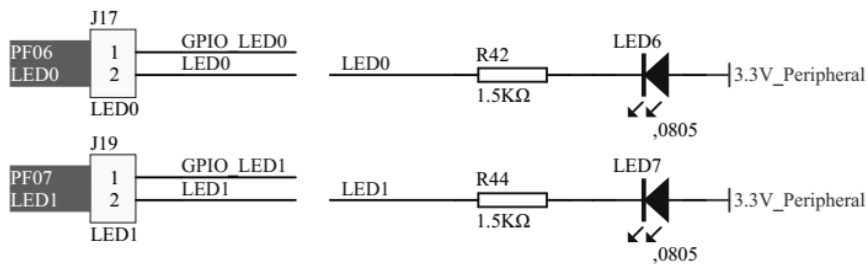 J17
PF06 1 GPIO_LED0
LED0 2 LED0
LED0
LED0 R42 1.5KΩ LED6 3.3V_Peripheral
,0805
J19
PF07 1 GPIO_LED1
LED1 2 LED1
LED1
LED1 R44 1.5KΩ LED7 3.3V_Peripheral
,0805